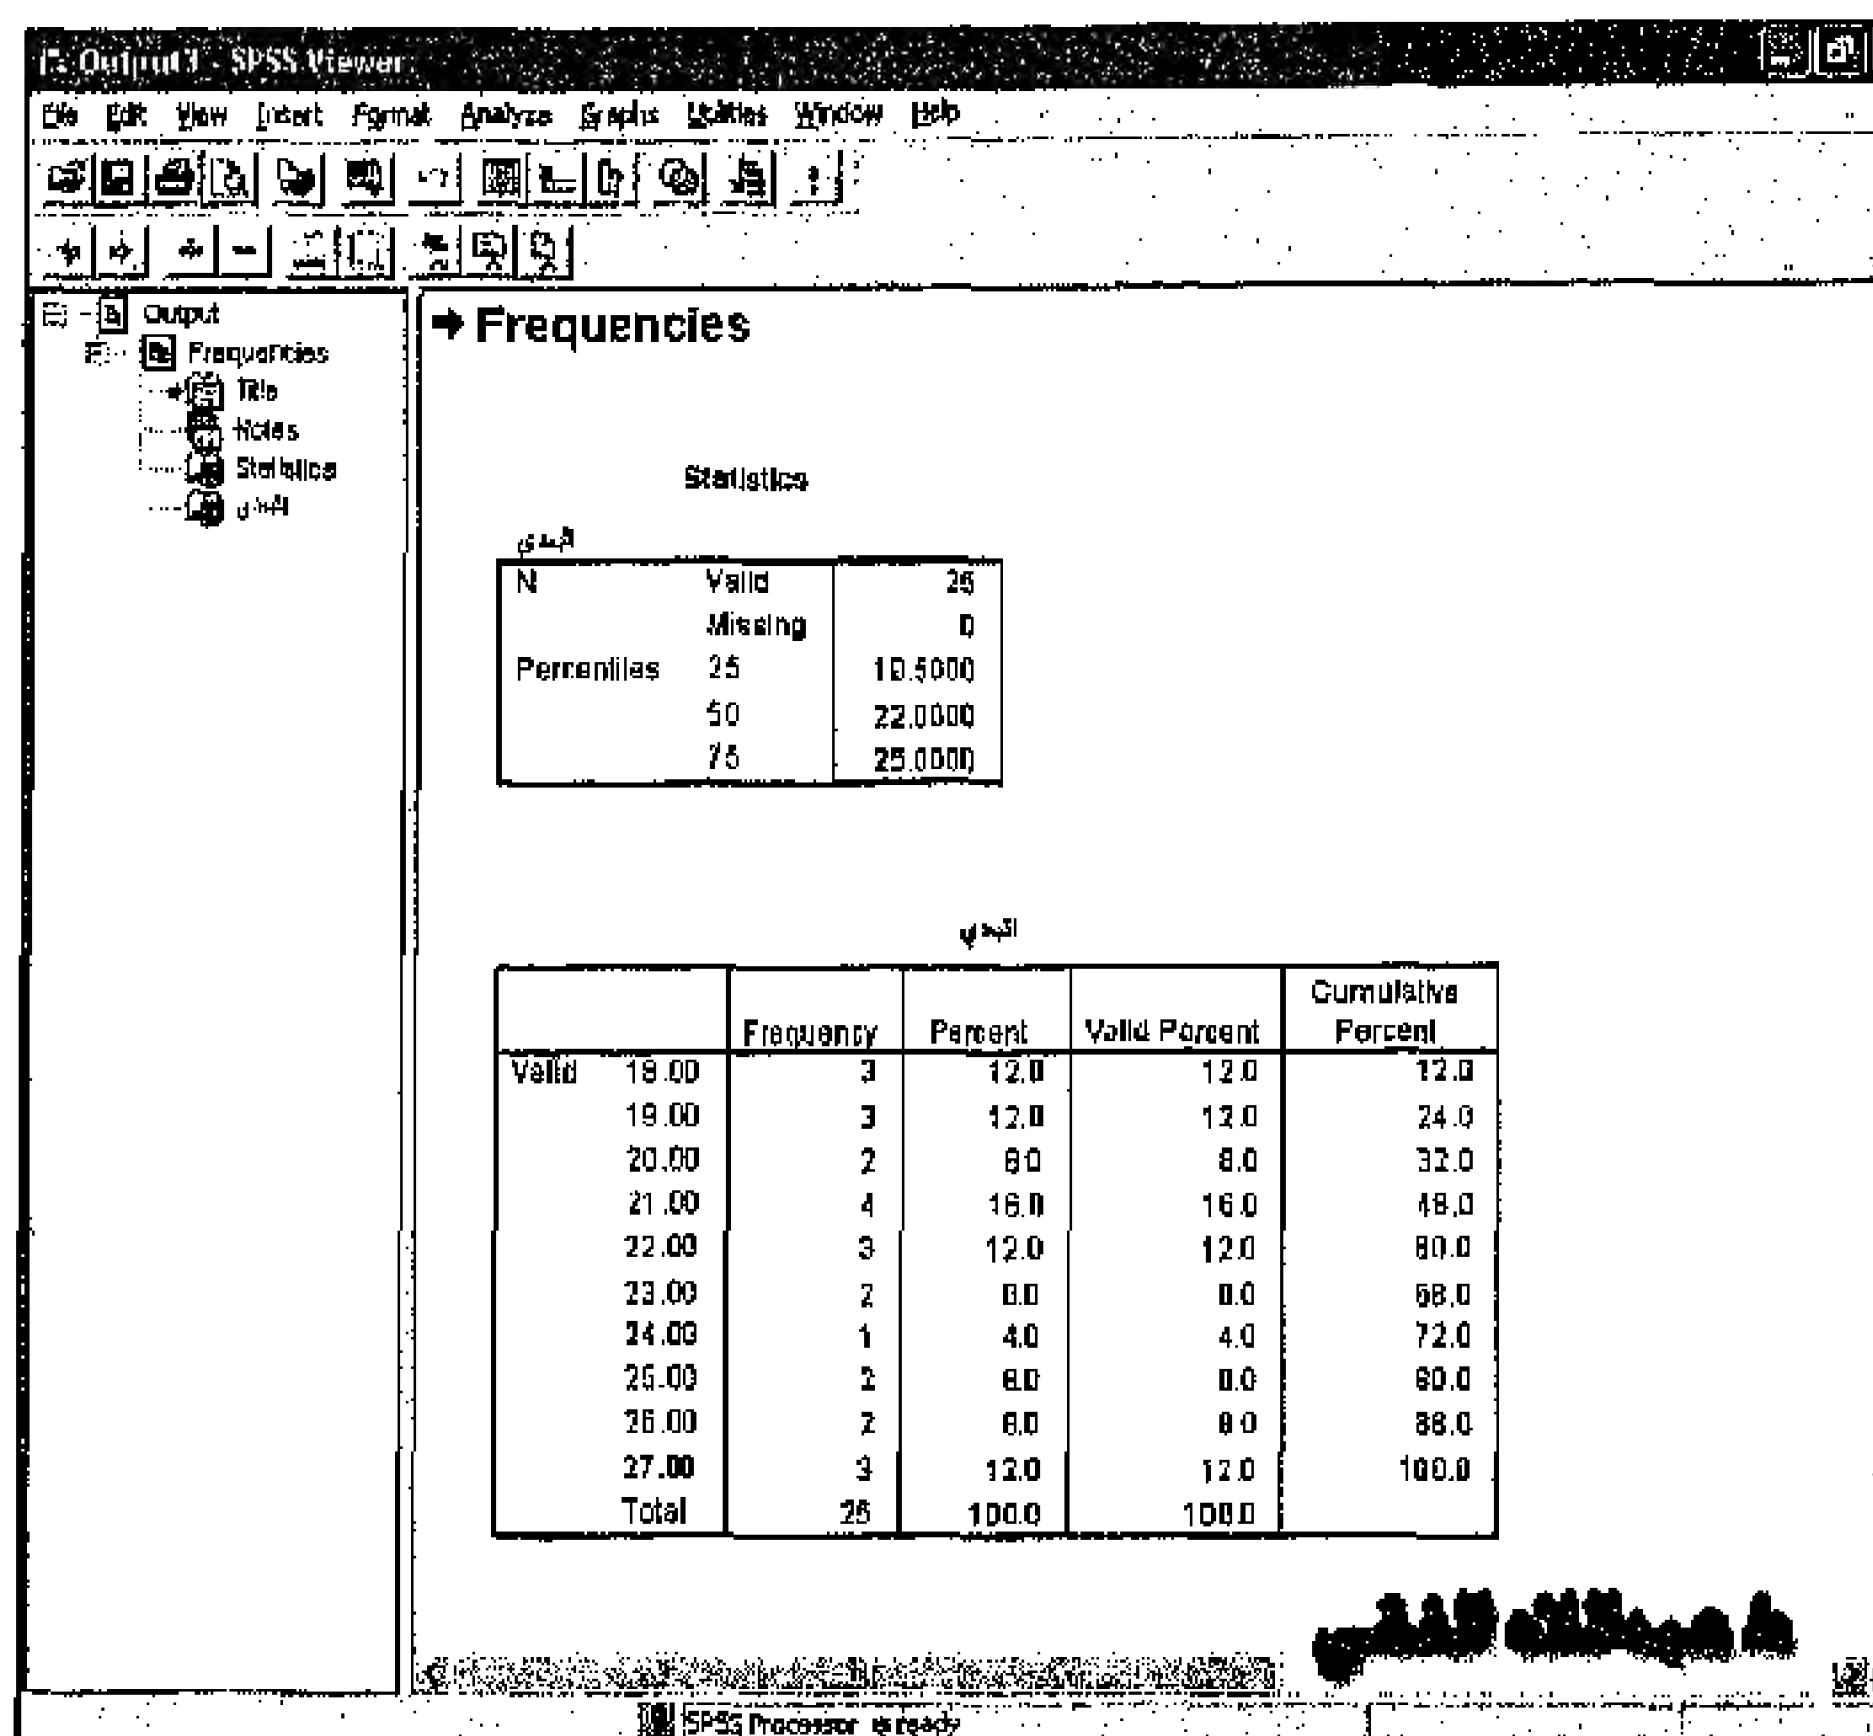 Output1 - SPSS Viewer
File Edit View Insert Format Analyze Graphs Utilities Window Help
Output
Frequencies
Title
Notes
Statistics
Frequencies
Statistics
N Valid 25
Missing 0
Percentiles 25 19.5000
50 22.0000
75 25.0000
Frequency Percent Valid Percent Cumulative Percent
Valid 18.00 3 12.0 12.0 12.0
19.00 3 12.0 12.0 24.0
20.00 2 8.0 8.0 32.0
21.00 4 16.0 16.0 48.0
22.00 3 12.0 12.0 60.0
23.00 2 8.0 8.0 68.0
24.00 1 4.0 4.0 72.0
25.00 2 8.0 8.0 80.0
26.00 2 8.0 8.0 88.0
27.00 3 12.0 12.0 100.0
Total 25 100.0 100.0
SPSS Processor is ready